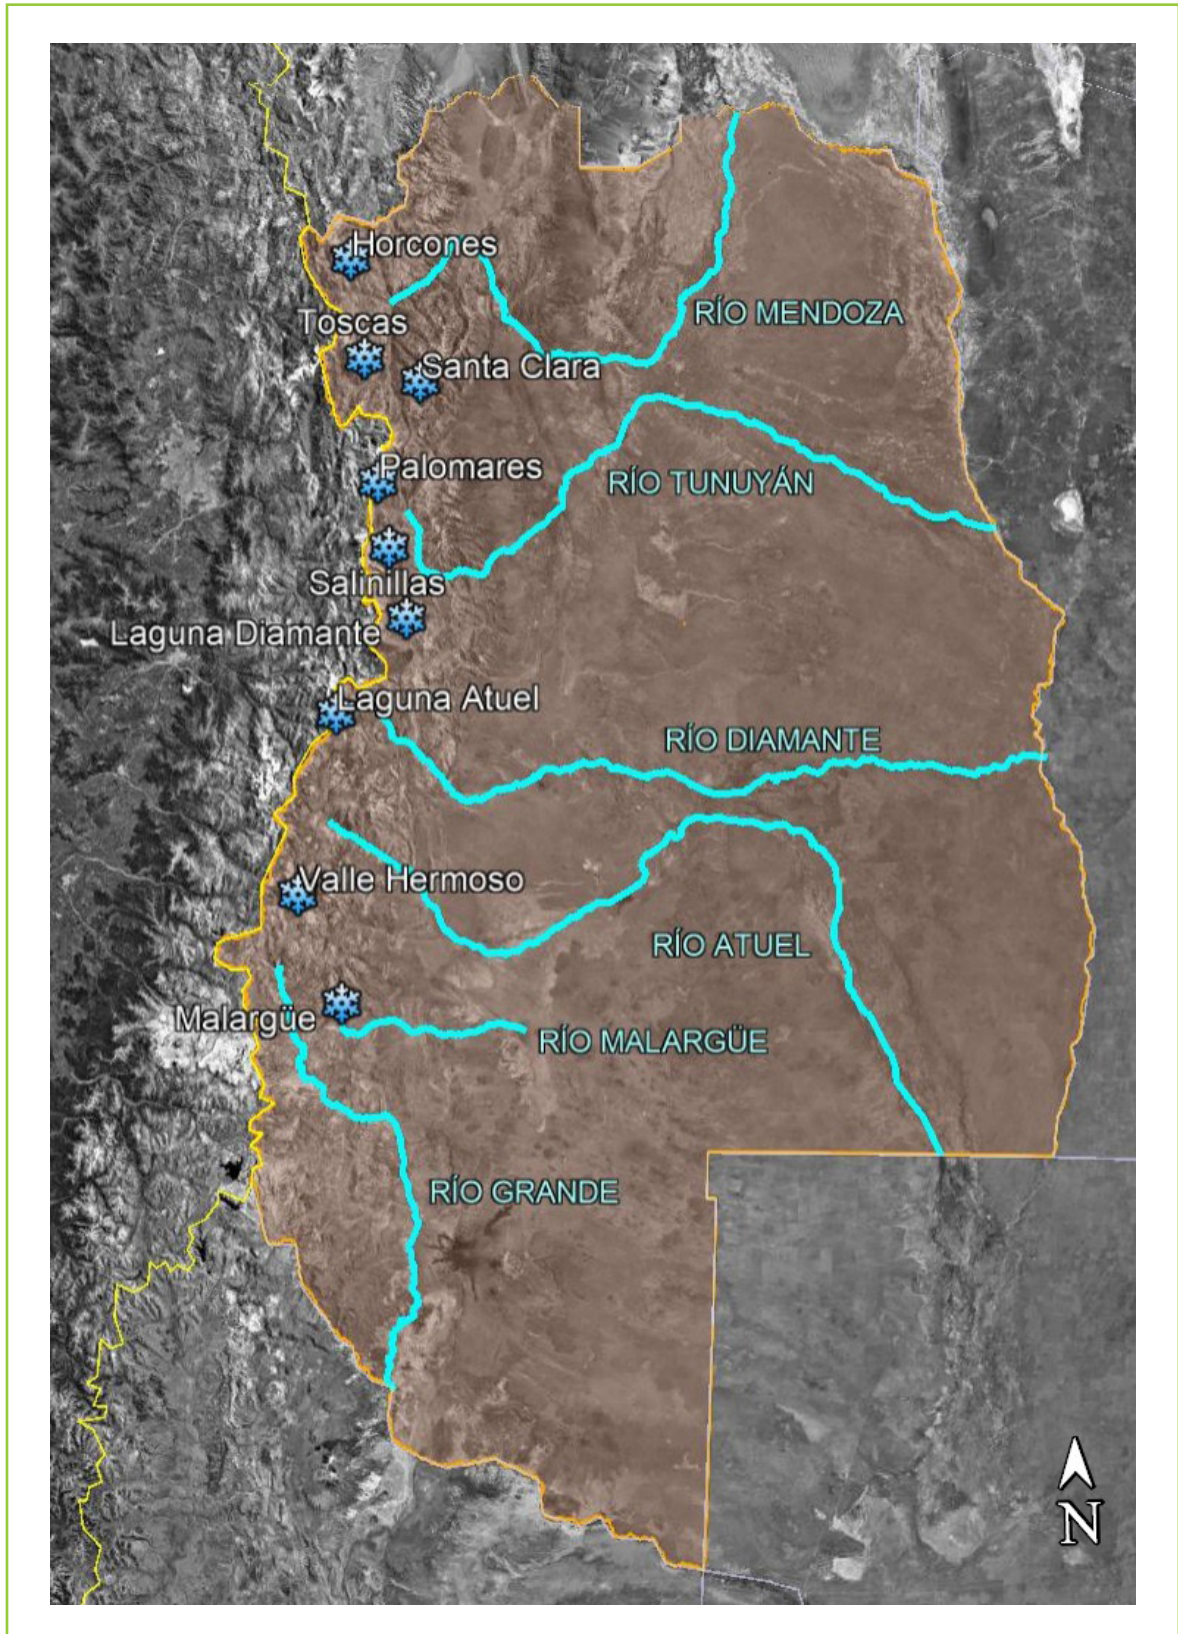 Horcones
Toscas
RÍO MENDOZA
Santa Clara
Palomares
RÍO TUNUYÁN
Salinillas
Laguna Diamante
Laguna Atuel
RÍO DIAMANTE
Valle Hermoso
RÍO ATUEL
Malargüe
RÍO MALARGÜE
RÍO GRANDE
N